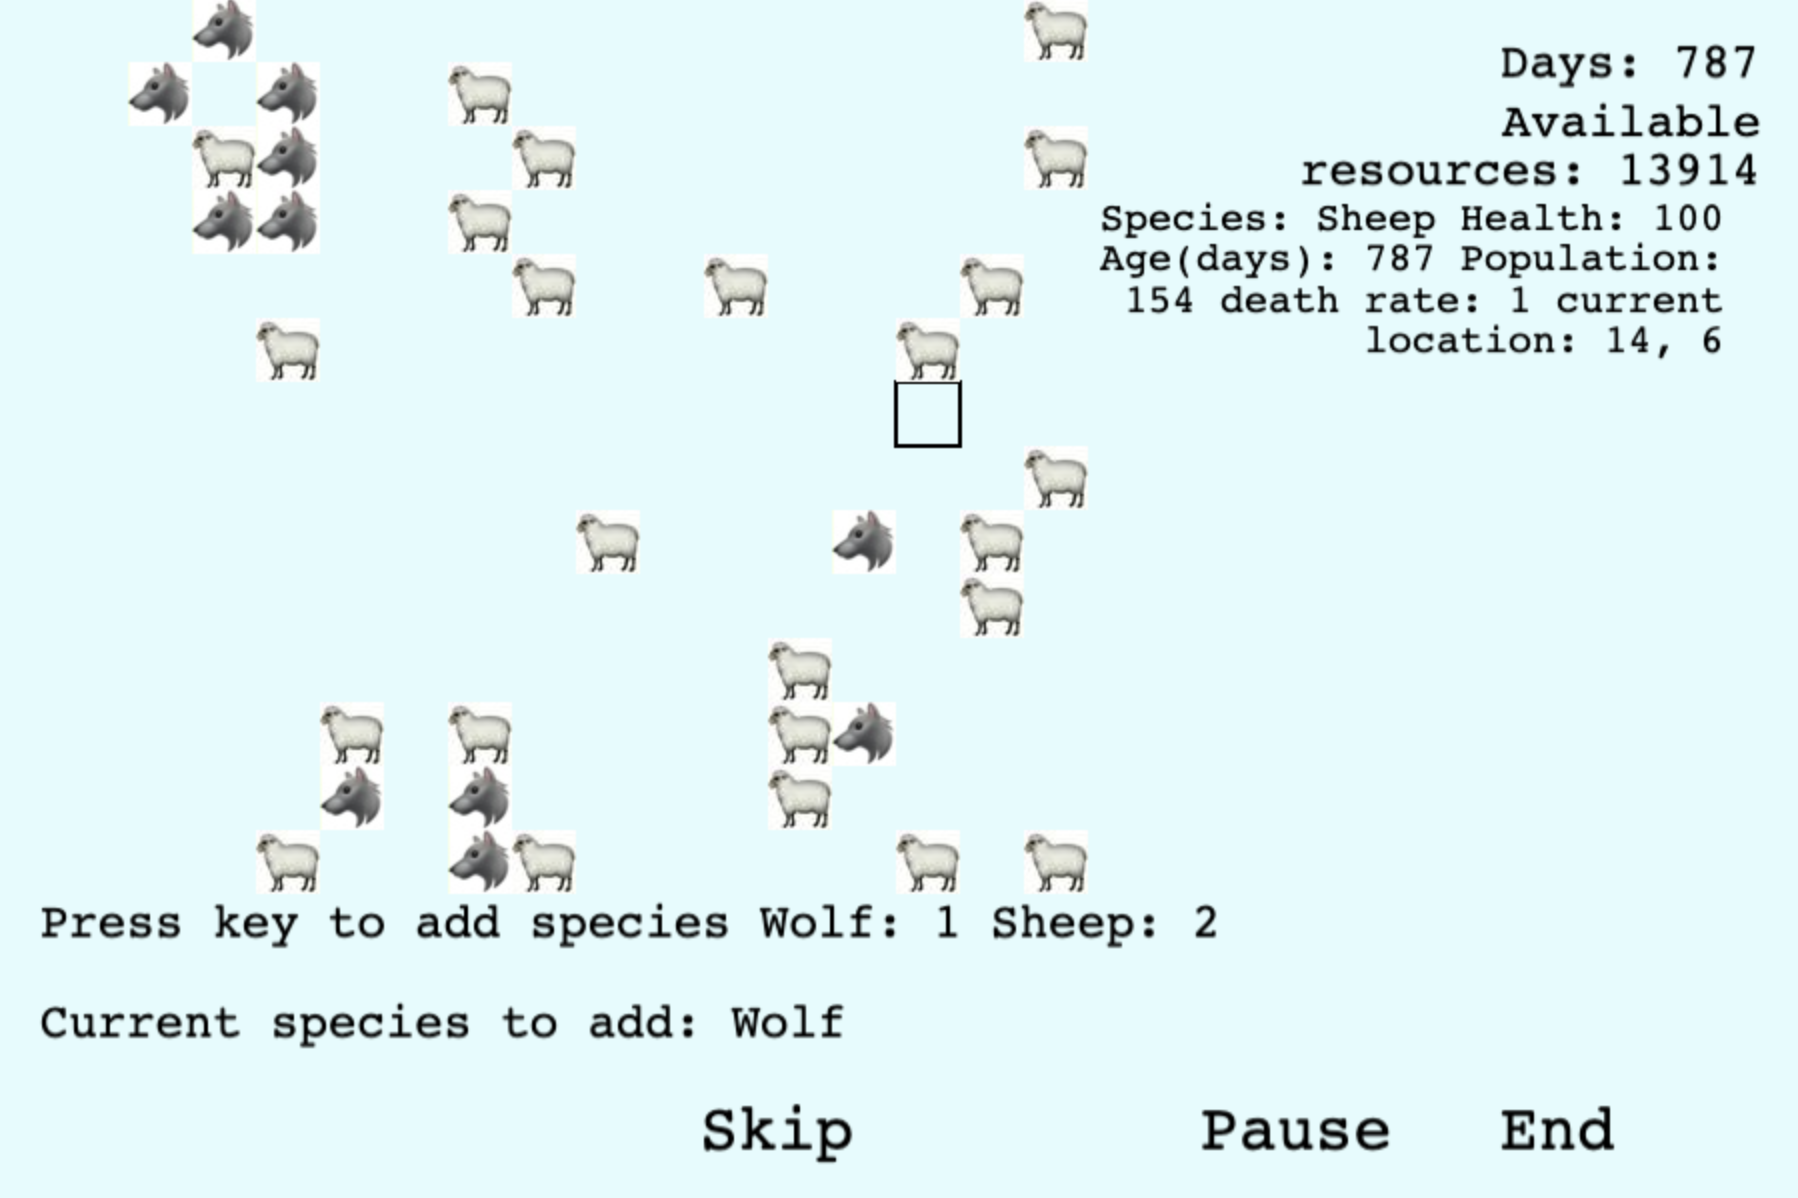 Days: 787
Available
resources: 13914
Species: Sheep Health: 100
Age(days): 787 Population:
154 death rate: 1 current
location: 14, 6
Press key to add species Wolf: 1 Sheep: 2
Current species to add: Wolf
Skip
Pause
End